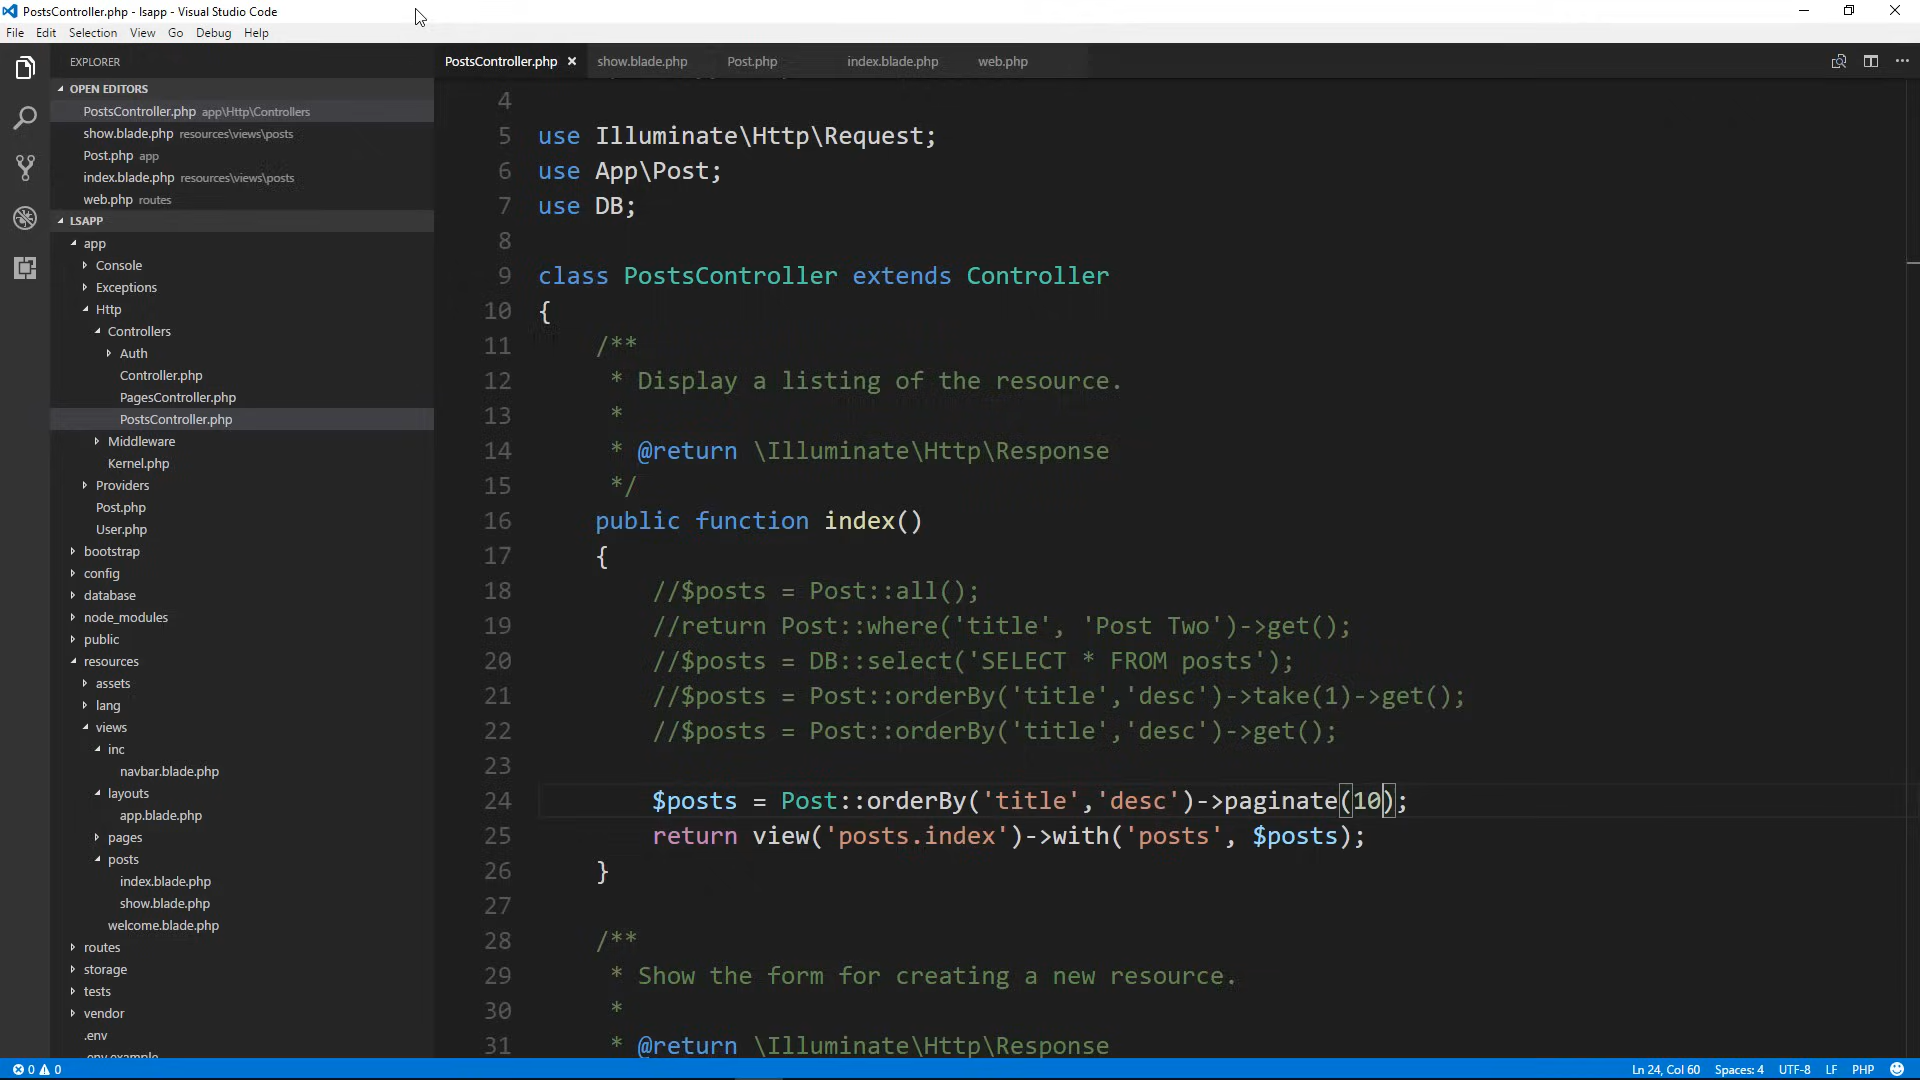 PostsController.php - lsapp - Visual Studio Code
File Edit Selection View Go Debug Help
EXPLORER
OPEN EDITORS
PostsController.php app\Http\Controllers
show.blade.php resources\views\posts
Post.php app
index.blade.php resources\views\posts
web.php routes
LSAPP
app
Console
Exceptions
Http
Controllers
Auth
Controller.php
PagesController.php
PostsController.php
Middleware
Kernel.php
Providers
Post.php
User.php
bootstrap
config
database
node_modules
public
resources
assets
lang
views
inc
navbar.blade.php
layouts
app.blade.php
pages
posts
index.blade.php
show.blade.php
welcome.blade.php
routes
storage
tests
vendor
.env
.env.example
PostsController.php × show.blade.php Post.php index.blade.php web.php
4
5 use Illuminate\Http\Request;
6 use App\Post;
7 use DB;
8
9 class PostsController extends Controller
10 {
11 /**
12 * Display a listing of the resource.
13 *
14 * @return \Illuminate\Http\Response
15 */
16 public function index()
17 {
18 //$posts = Post::all();
19 //return Post::where('title', 'Post Two')->get();
20 //$posts = DB::select('SELECT * FROM posts');
21 //$posts = Post::orderBy('title','desc')->take(1)->get();
22 //$posts = Post::orderBy('title','desc')->get();
23
24 $posts = Post::orderBy('title','desc')->paginate(10);
25 return view('posts.index')->with('posts', $posts);
26 }
27
28 /**
29 * Show the form for creating a new resource.
30 *
31 * @return \Illuminate\Http\Response
0 0 Ln 24, Col 60 Spaces: 4 UTF-8 LF PHP